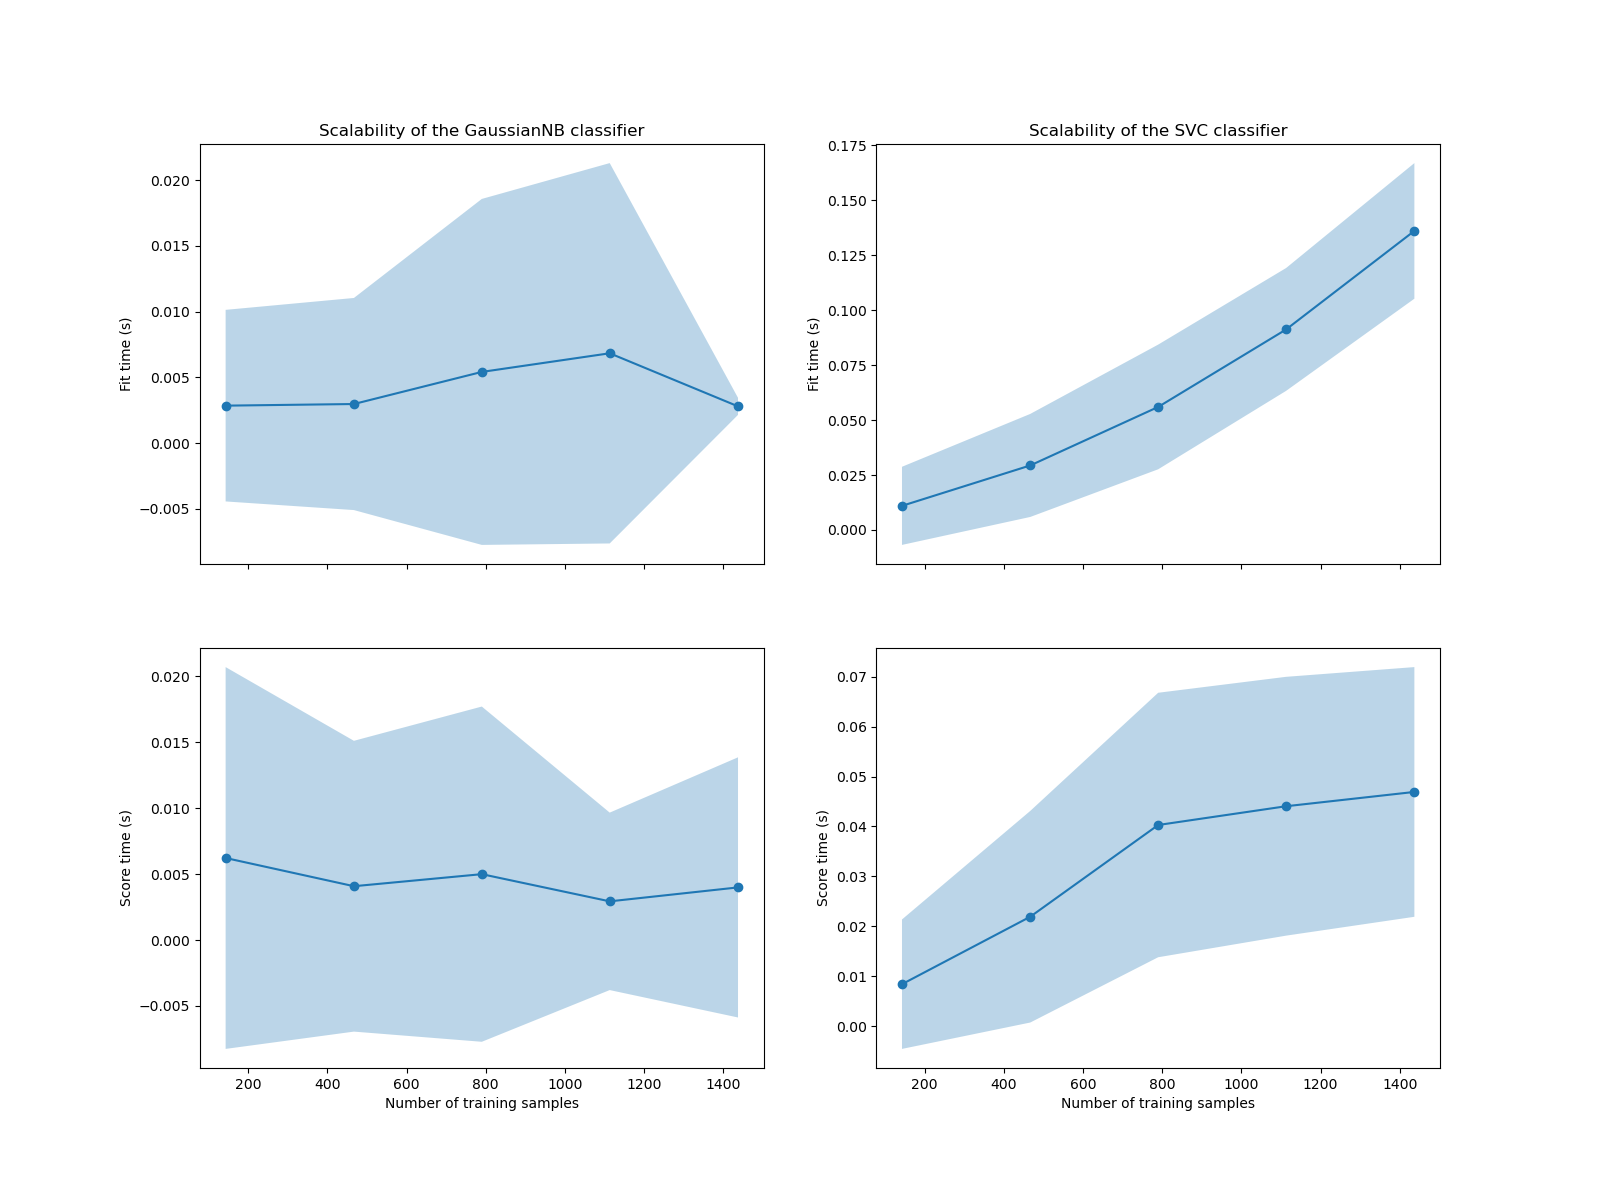 Scalability of the GaussianNB classifier
0.020
0.015
0.010
0.005
0.000
−0.005
Fit time (s)
Scalability of the SVC classifier
0.175
0.150
0.125
0.100
0.075
0.050
0.025
0.000
Fit time (s)
0.020
0.015
0.010
0.005
0.000
−0.005
Score time (s)
200 400 600 800 1000 1200 1400
Number of training samples
0.07
0.06
0.05
0.04
0.03
0.02
0.01
0.00
Score time (s)
200 400 600 800 1000 1200 1400
Number of training samples